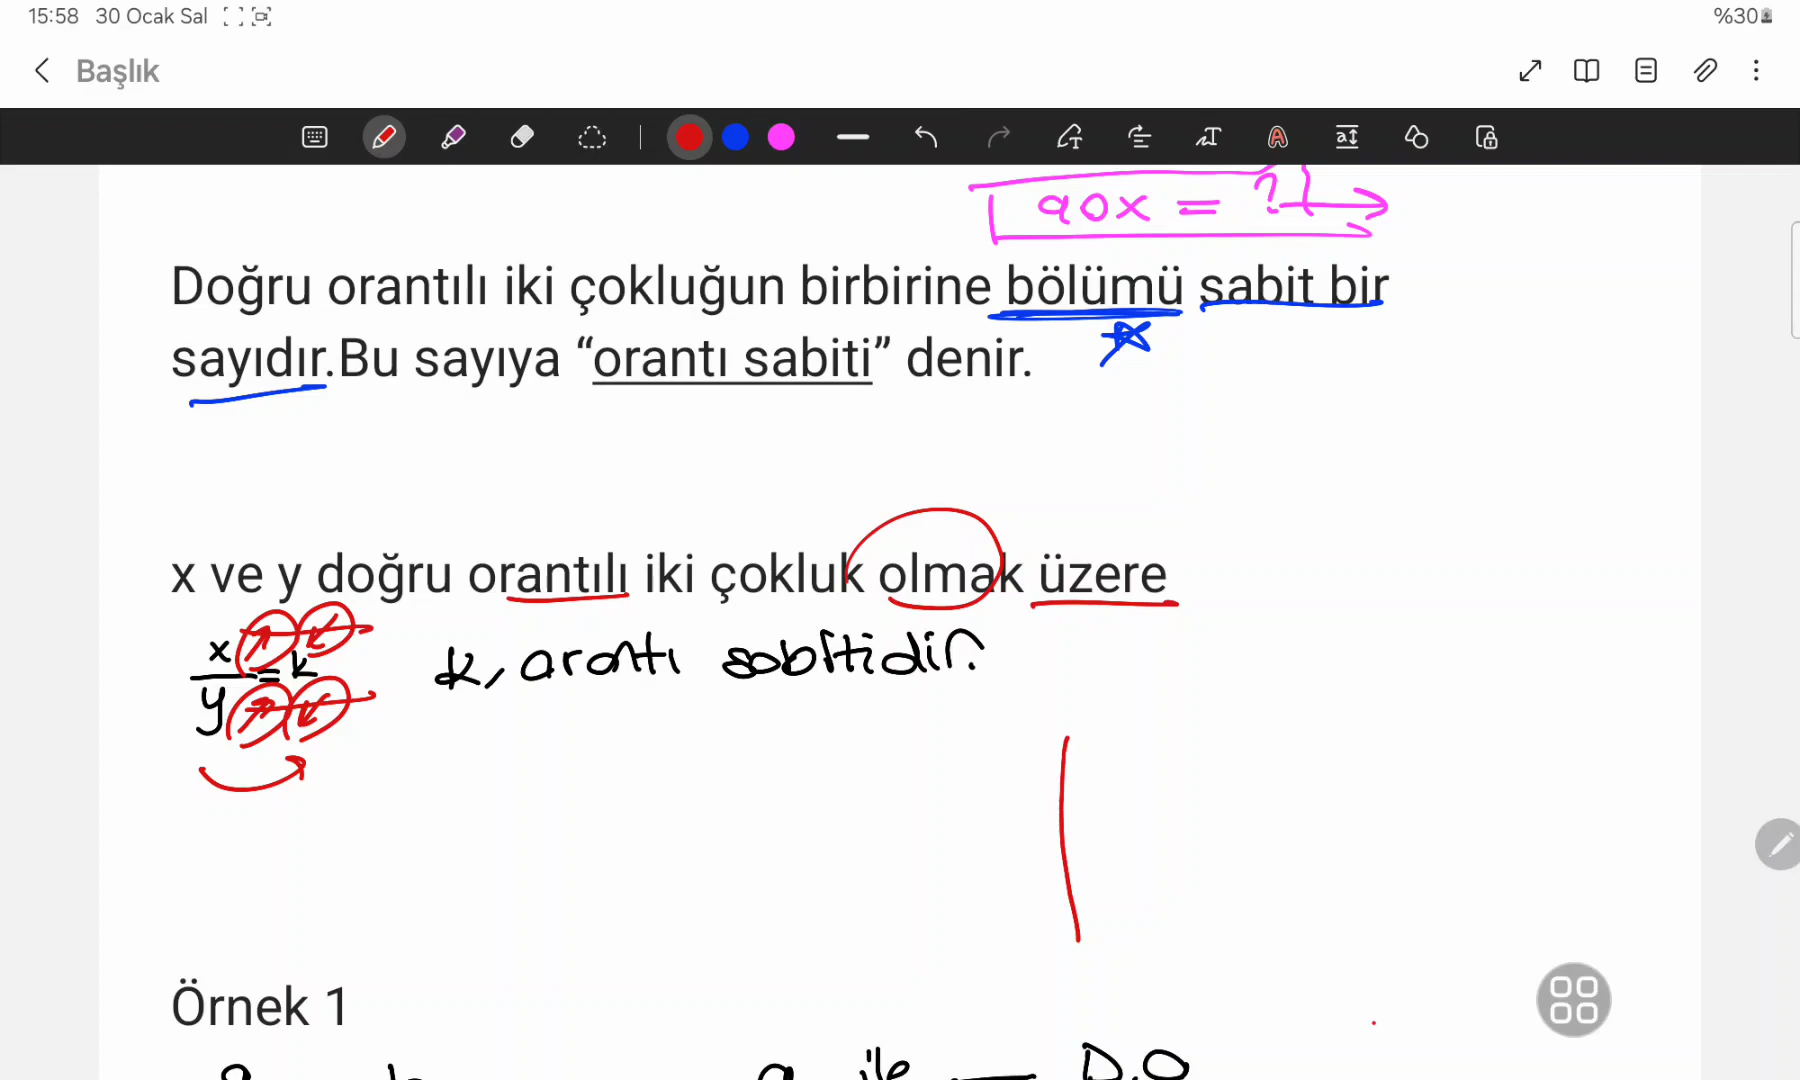 15:58 30 Ocak Sal %30
Başlık
90x = ?
Doğru orantılı iki çokluğun birbirine bölümü sabit bir
sayıdır.Bu sayıya “orantı sabiti” denir.
x ve y doğru orantılı iki çokluk olmak üzere
x
y = k k, orantı sabitidir.
Örnek 1
ile D.O